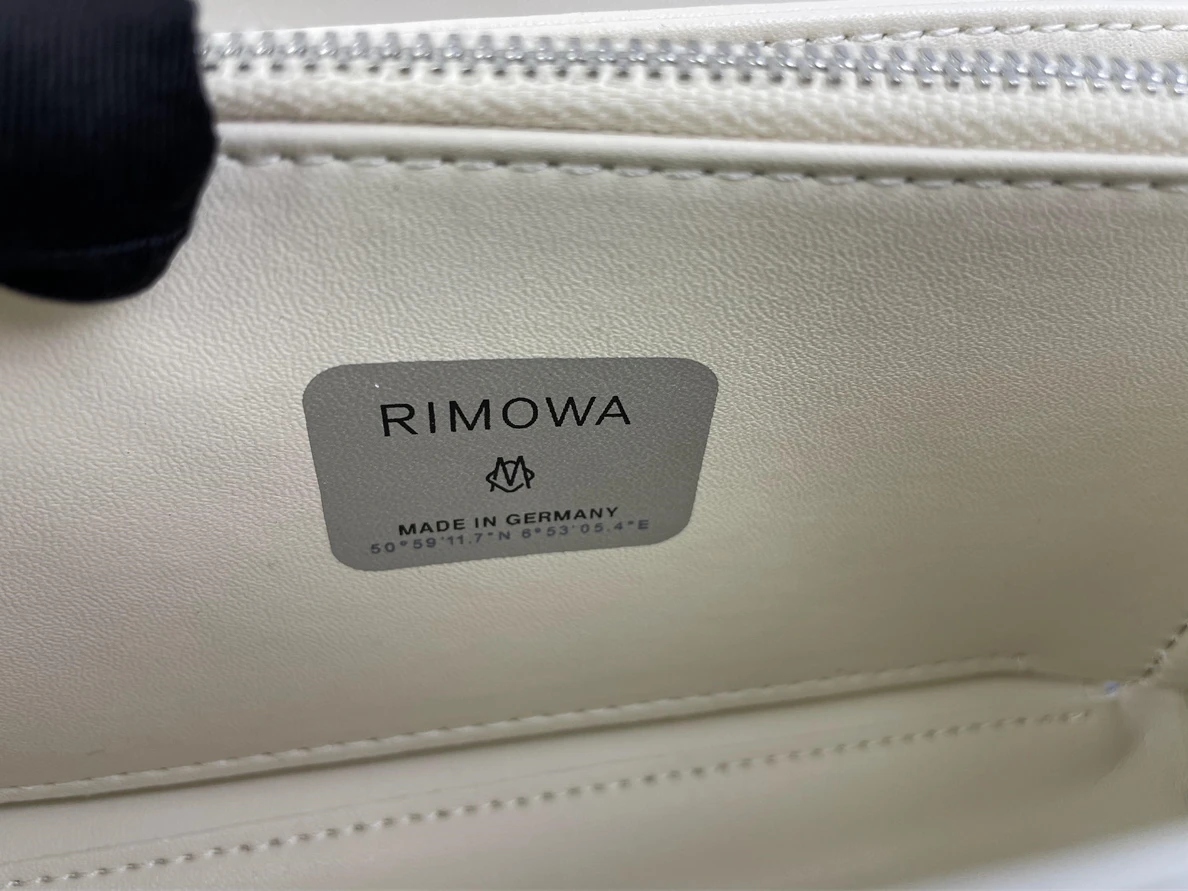 RIMOWA
MADE IN GERMANY
50°59'11.7"N 6°53'05.4"E